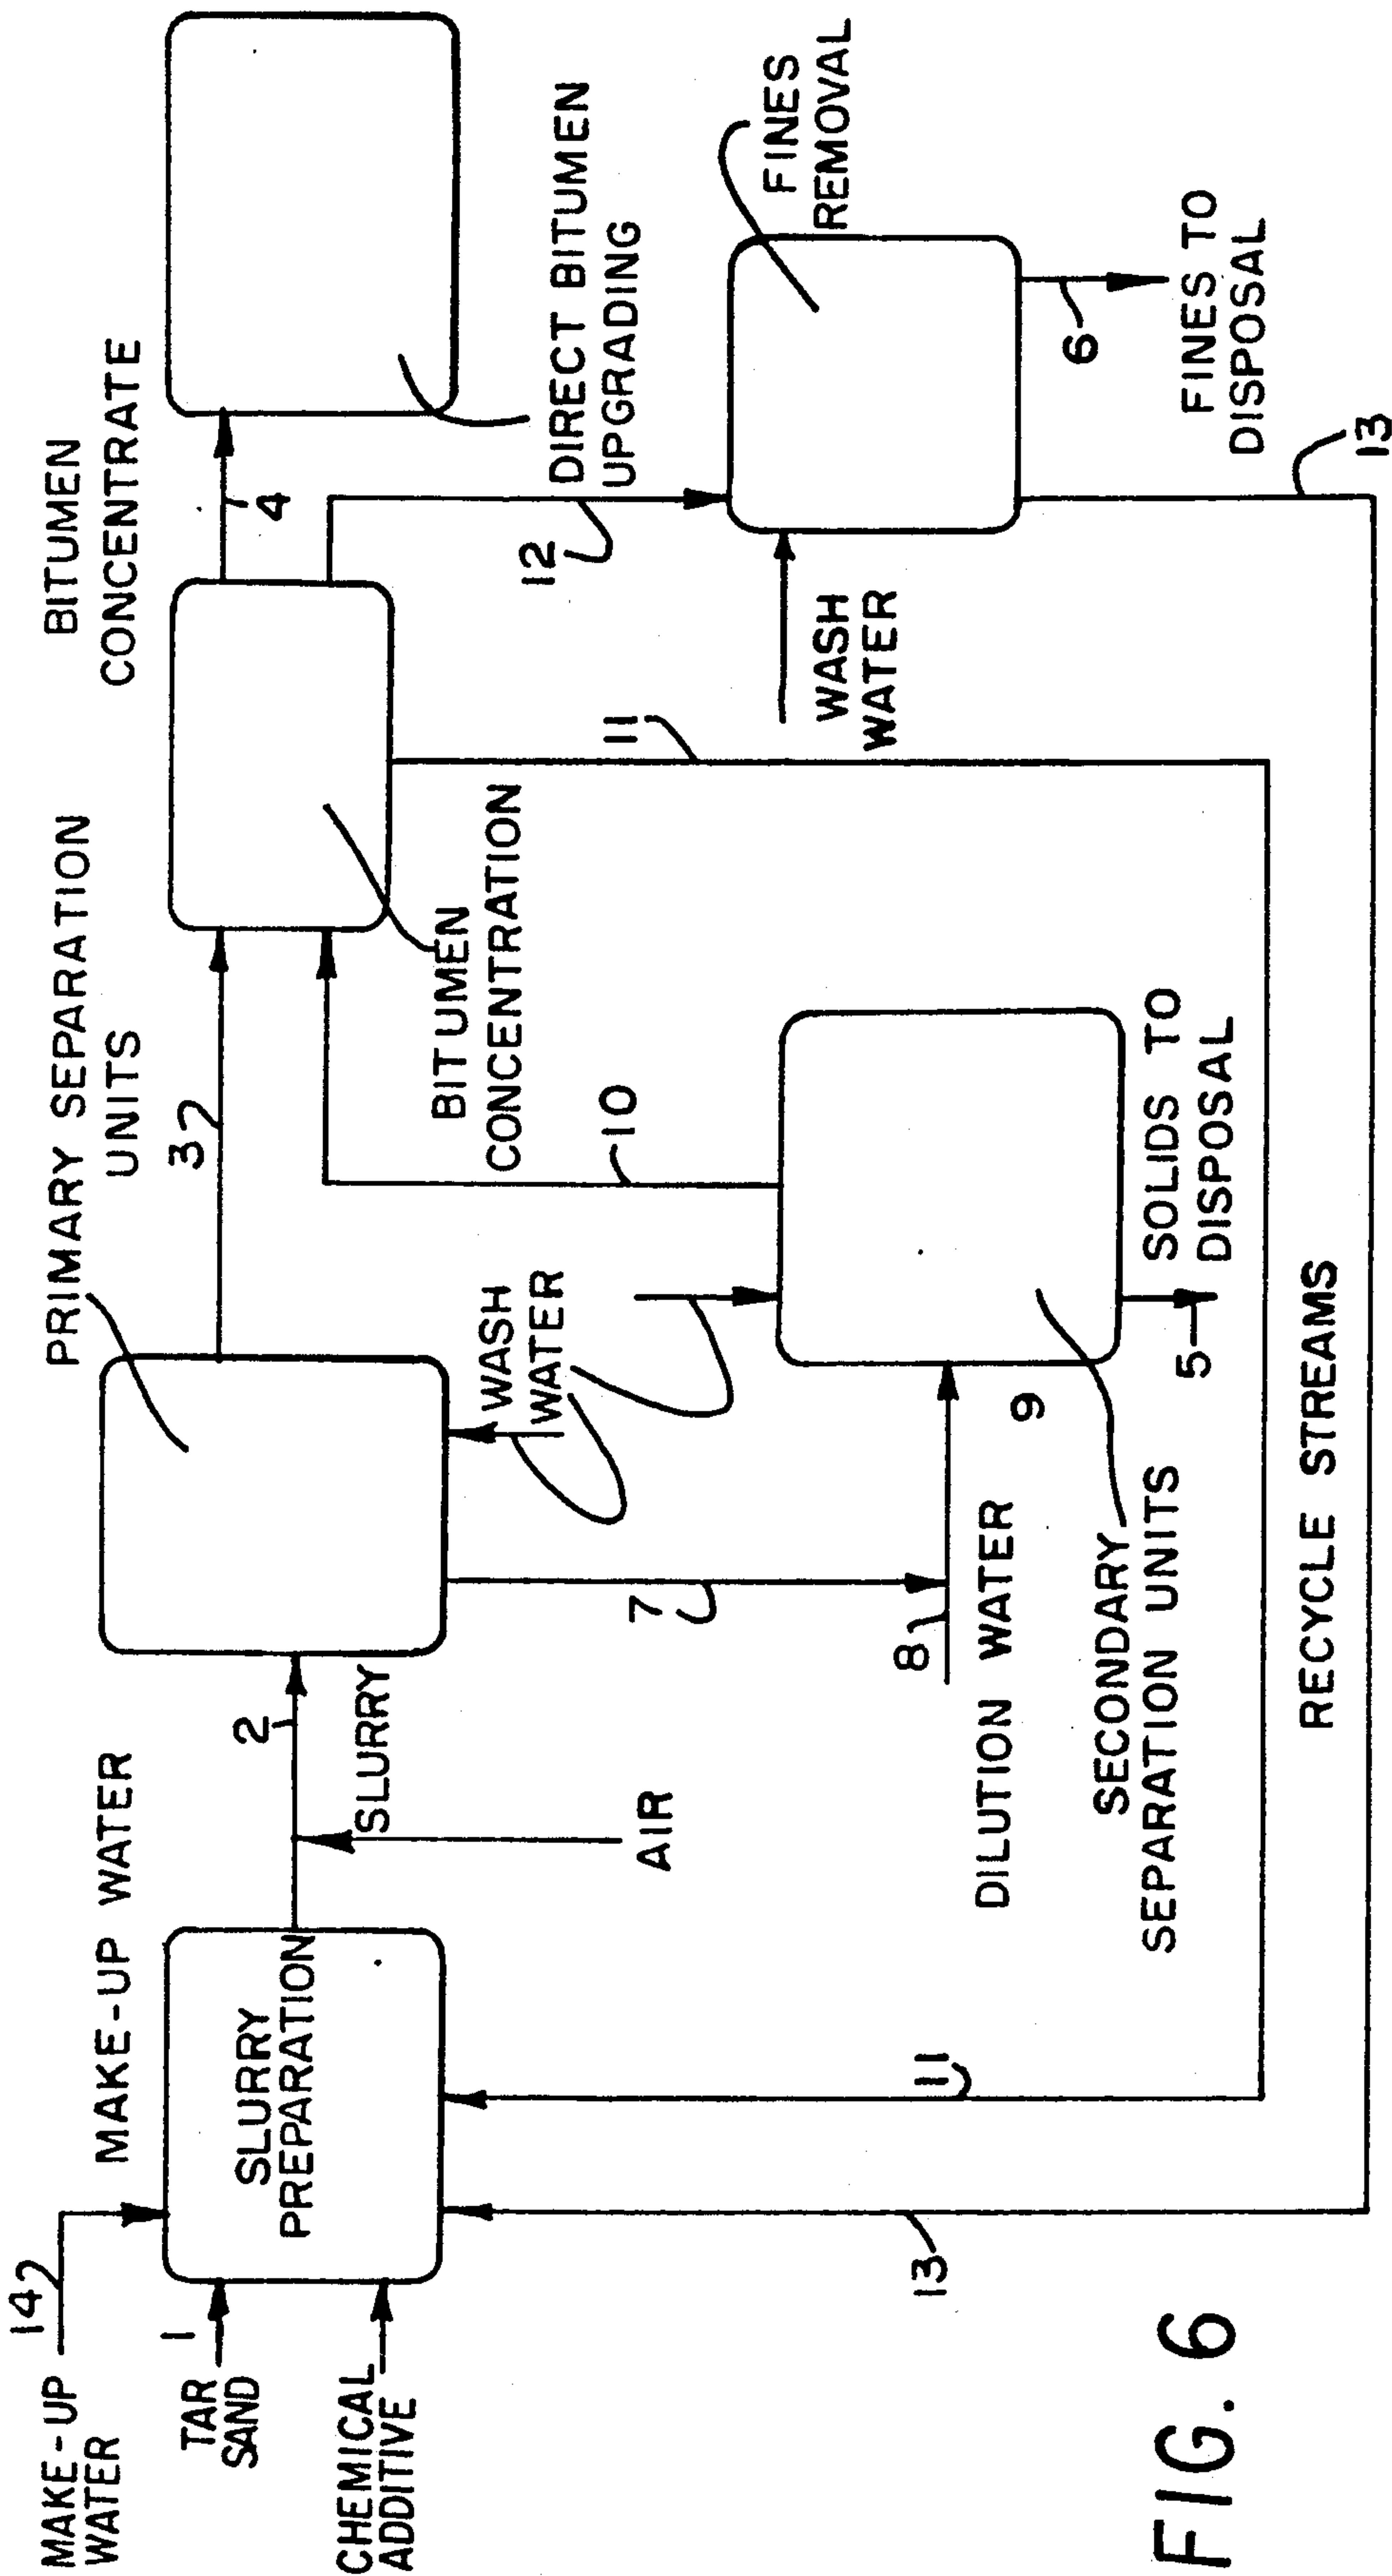 MAKE-UP
WATER
14
1
TAR
SAND
CHEMICAL
ADDITIVE
MAKE-UP WATER
SLURRY
PREPARATION
2
SLURRY
AIR
PRIMARY SEPARATION
UNITS
3
WASH
WATER
7
8
DILUTION WATER
9
SECONDARY
SEPARATION UNITS
5
SOLIDS TO
DISPOSAL
10
BITUMEN
CONCENTRATION
11
BITUMEN
CONCENTRATE
4
DIRECT BITUMEN
UPGRADING
12
WASH
WATER
FINES
REMOVAL
6
FINES TO
DISPOSAL
13
11
13
RECYCLE STREAMS
FIG. 6